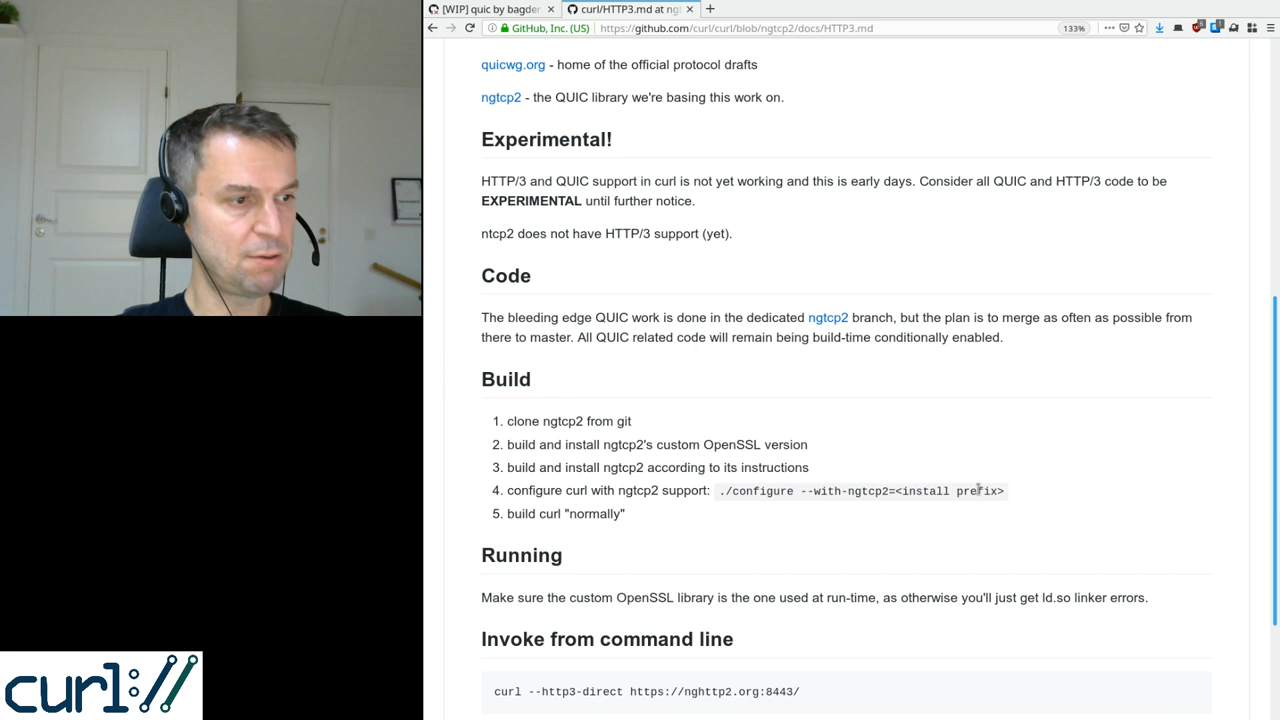 [WIP] quic by bagder
curl/HTTP3.md at ngt
GitHub, Inc. (US)
https://github.com/curl/curl/blob/ngtcp2/docs/HTTP3.md
133%
quicwg.org - home of the official protocol drafts
ngtcp2 - the QUIC library we're basing this work on.
Experimental!
HTTP/3 and QUIC support in curl is not yet working and this is early days. Consider all QUIC and HTTP/3 code to be
EXPERIMENTAL until further notice.
ntcp2 does not have HTTP/3 support (yet).
Code
The bleeding edge QUIC work is done in the dedicated ngtcp2 branch, but the plan is to merge as often as possible from
there to master. All QUIC related code will remain being build-time conditionally enabled.
Build
1. clone ngtcp2 from git
2. build and install ngtcp2's custom OpenSSL version
3. build and install ngtcp2 according to its instructions
4. configure curl with ngtcp2 support: ./configure --with-ngtcp2=<install prefix>
5. build curl "normally"
Running
Make sure the custom OpenSSL library is the one used at run-time, as otherwise you'll just get ld.so linker errors.
Invoke from command line
curl --http3-direct https://nghttp2.org:8443/
curl://